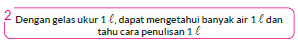 2 Dengan gelas ukur 1 ℓ, dapat mengetahui banyak air 1 ℓ dan
tahu cara penulisan 1 ℓ